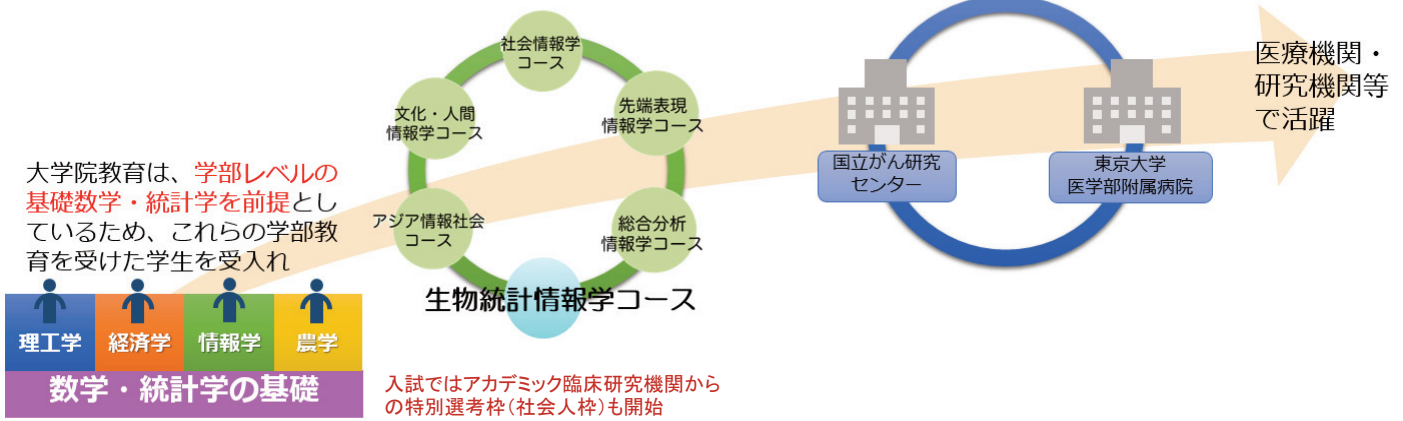 大学院教育は、学部レベルの
基礎数学・統計学を前提とし
ているため、これらの学部教
育を受けた学生を受入れ
理工学
経済学
情報学
農学
数学・統計学の基礎
社会情報学
コース
文化・人間
情報学コース
先端表現
情報学コース
アジア情報社会
コース
総合分析
情報学コース
生物統計情報学コース
入試ではアカデミック臨床研究機関から
の特別選考枠（社会人枠）も開始
国立がん研究
センター
東京大学
医学部附属病院
医療機関・
研究機関等
で活躍